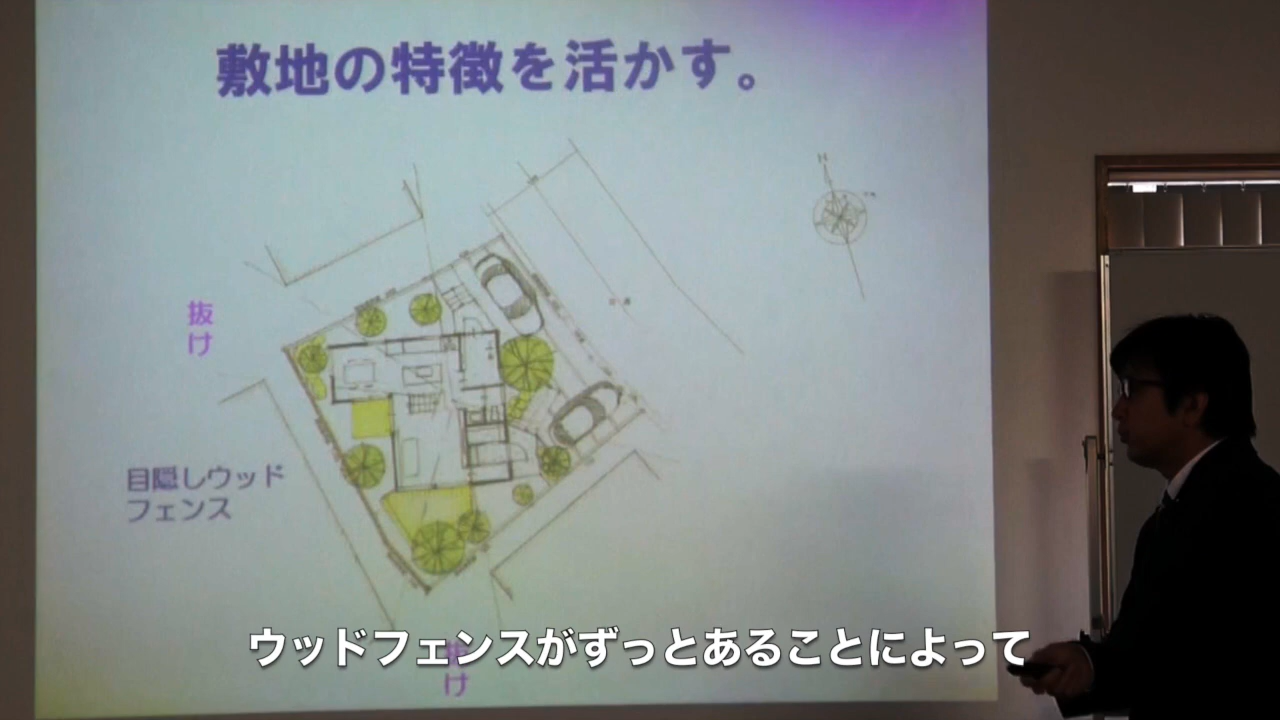 敷地の特徴を活かす。
N
抜け
目隠しウッド
フェンス
ウッドフェンスがずっとあることによって
抜け